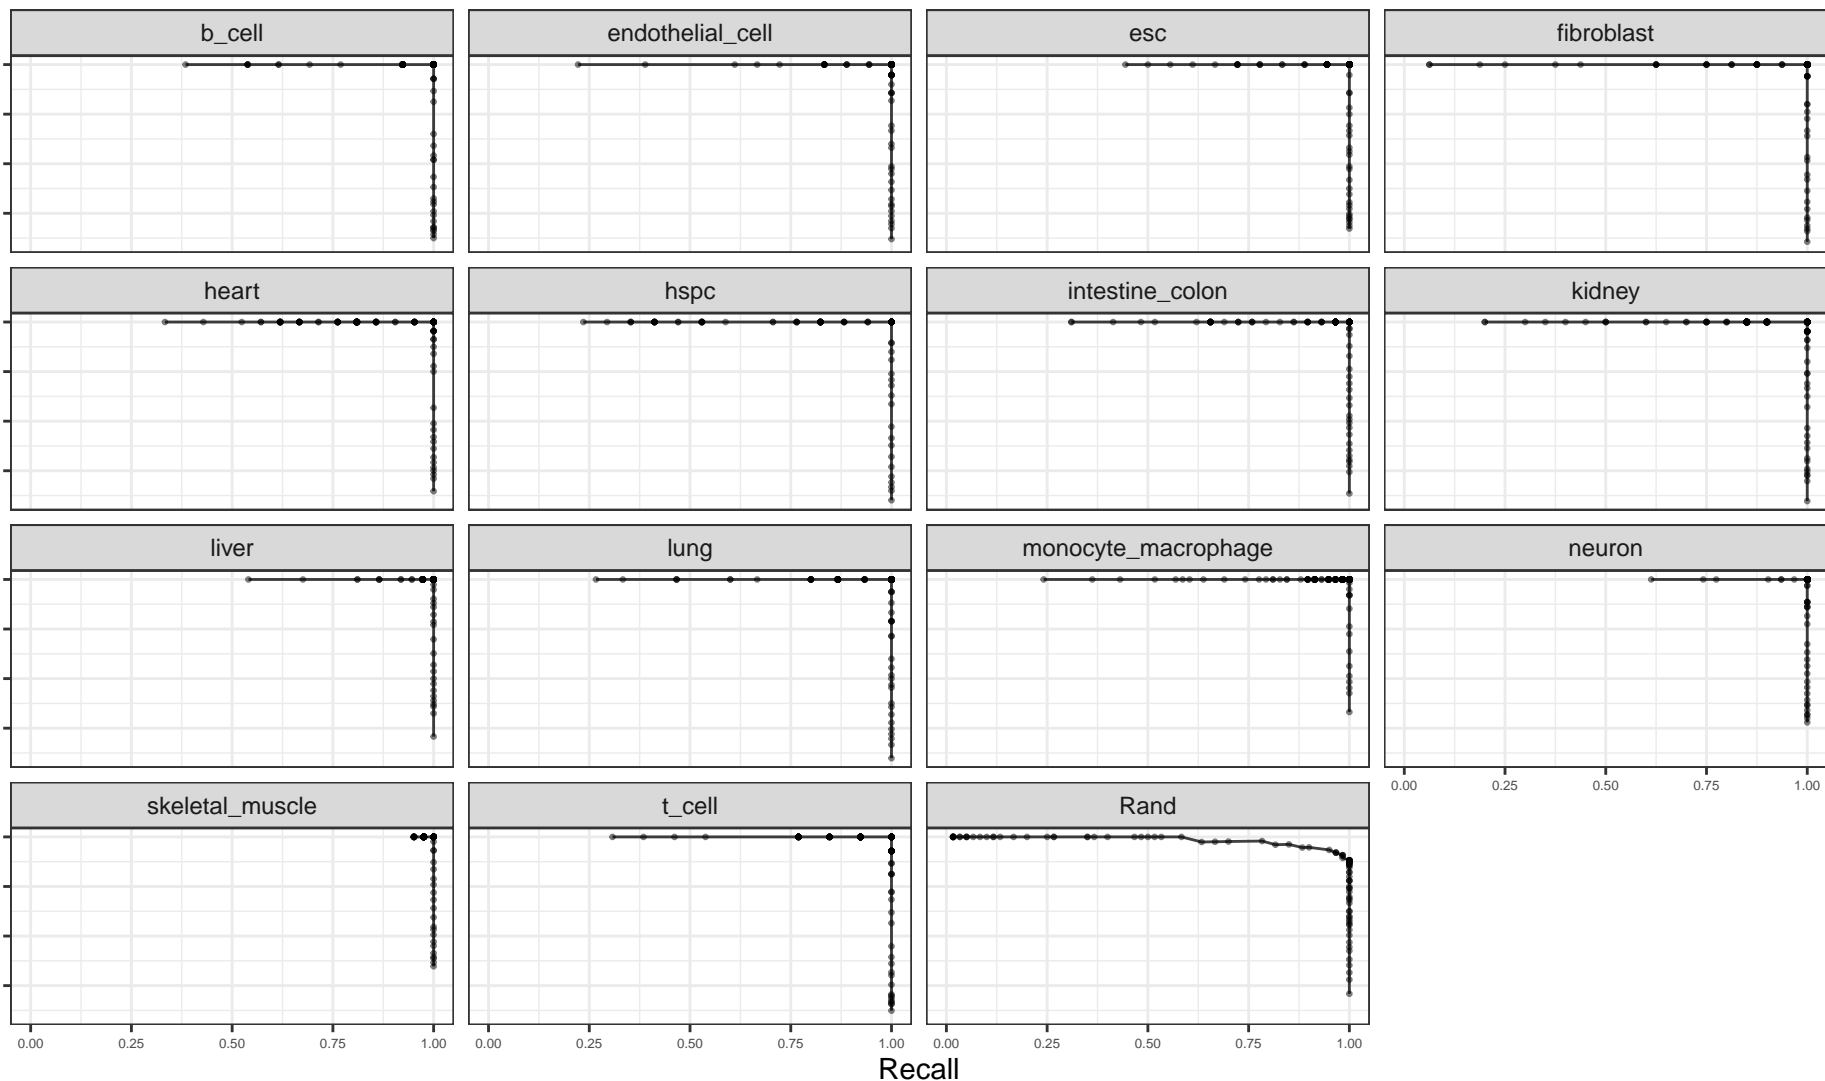 b_cell endothelial_cell esc fibroblast
heart hspc intestine_colon kidney
liver lung monocyte_macrophage neuron
0.00 0.25 0.50 0.75 1.00
skeletal_muscle t_cell Rand
0.00 0.25 0.50 0.75 1.00 0.00 0.25 0.50 0.75 1.00 0.00 0.25 0.50 0.75 1.00
Recall